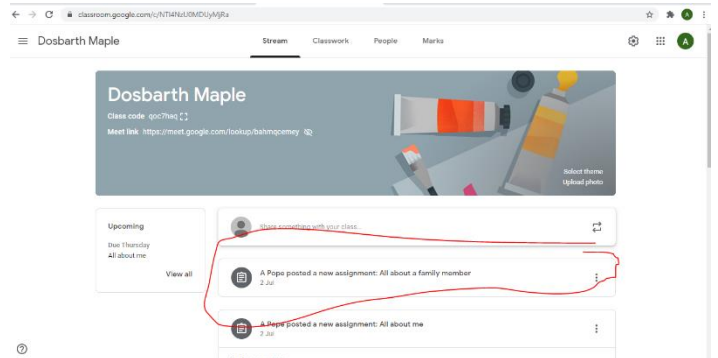 classroom.google.com/c/NTI4NzU0MDUyMjRa
A
Dosbarth Maple
Stream
Classwork
People
Marks
A
Dosbarth Maple
Class code qoc7heq
Meet link https://meet.google.com/lookup/bahmqcemey
Select theme
Upload photo
Upcoming
Due Thursday
All about me
View all
Share something with your class...
A Pope posted a new assignment: All about a family member
2 Jul
A Pope posted a new assignment: All about me
2 Jul